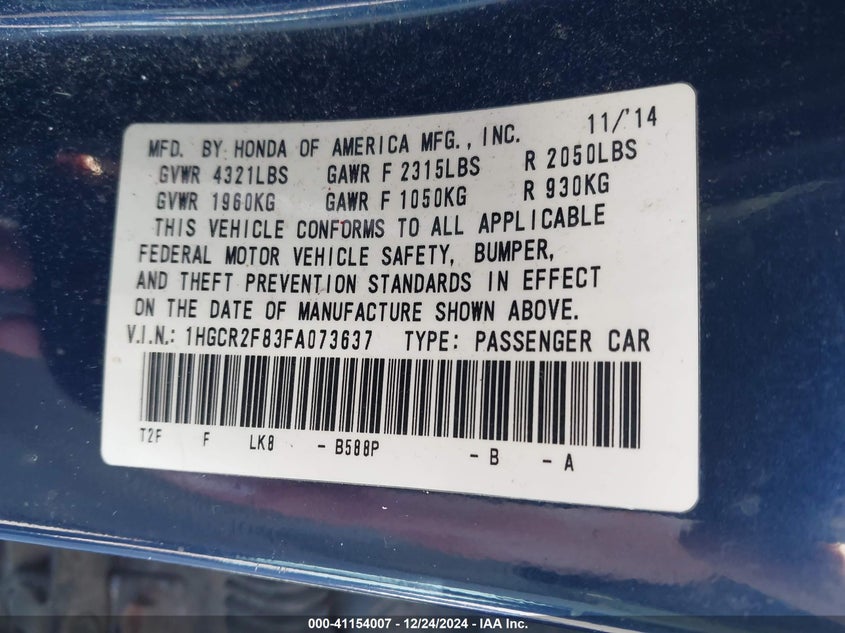 11/'14
MFD. BY HONDA OF AMERICA MFG., INC.
GVWR 4321LBS GAWR F 2315LBS R 2050LBS
GVWR 1960KG GAWR F 1050KG R 930KG
THIS VEHICLE CONFORMS TO ALL APPLICABLE
FEDERAL MOTOR VEHICLE SAFETY, BUMPER,
AND THEFT PREVENTION STANDARDS IN EFFECT
ON THE DATE OF MANUFACTURE SHOWN ABOVE.
V.I.N.: 1HGCR2F83FA073637 TYPE: PASSENGER CAR
T2F F LK8 - B588P - B - A
000-41154007 - 12/24/2024 - IAA Inc.